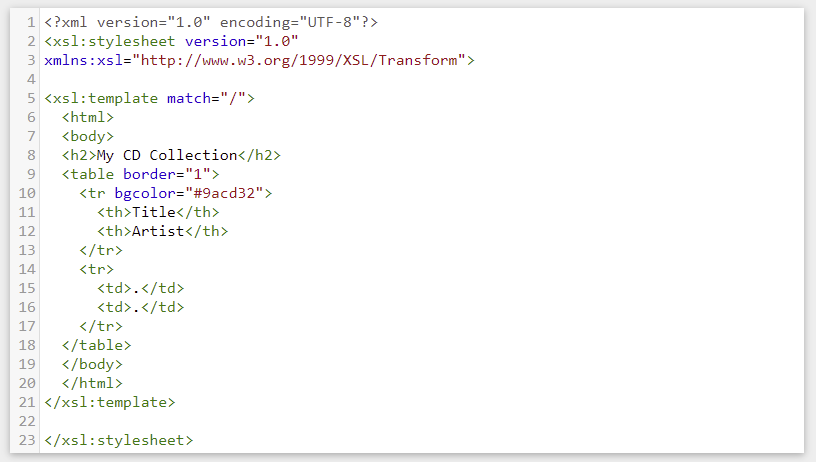 1 <?xml version="1.0" encoding="UTF-8"?>
2 <xsl:stylesheet version="1.0"
3 xmlns:xsl="http://www.w3.org/1999/XSL/Transform">
4
5 <xsl:template match="/">
6   <html>
7   <body>
8   <h2>My CD Collection</h2>
9   <table border="1">
10     <tr bgcolor="#9acd32">
11       <th>Title</th>
12       <th>Artist</th>
13     </tr>
14     <tr>
15       <td>.</td>
16       <td>.</td>
17     </tr>
18   </table>
19   </body>
20   </html>
21 </xsl:template>
22
23 </xsl:stylesheet>